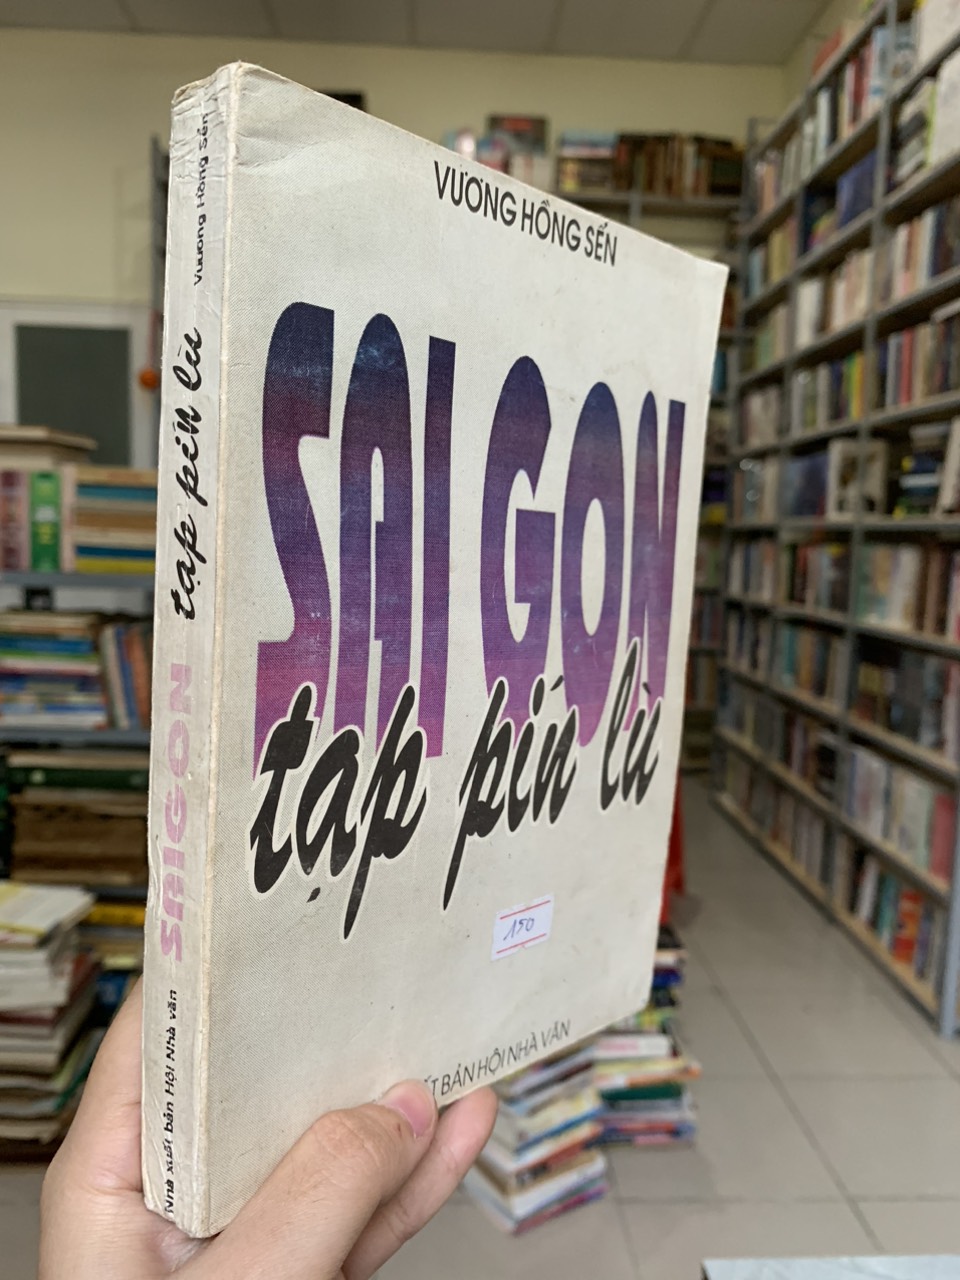 VƯƠNG HỒNG SỂN
SAI GON
tạp pín lù
150
BẢN HỘI NHÀ VĂN
Vương Hồng Sển
tạp pín lù
SAIGON
Nhà xuất bản Hội Nhà văn